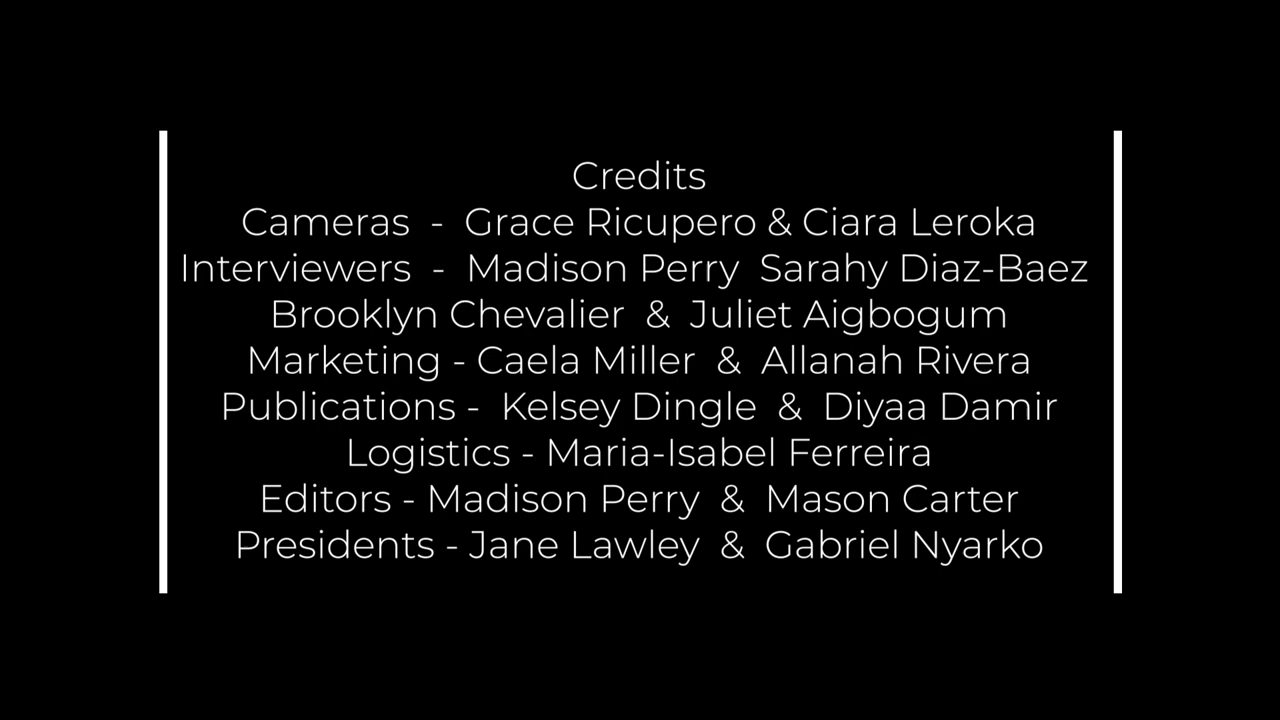 Credits
Cameras - Grace Ricupero & Ciara Leroka
Interviewers - Madison Perry Sarahy Diaz-Baez
Brooklyn Chevalier & Juliet Aigbogum
Marketing - Caela Miller & Allanah Rivera
Publications - Kelsey Dingle & Diyaa Damir
Logistics - Maria-Isabel Ferreira
Editors - Madison Perry & Mason Carter
Presidents - Jane Lawley & Gabriel Nyarko